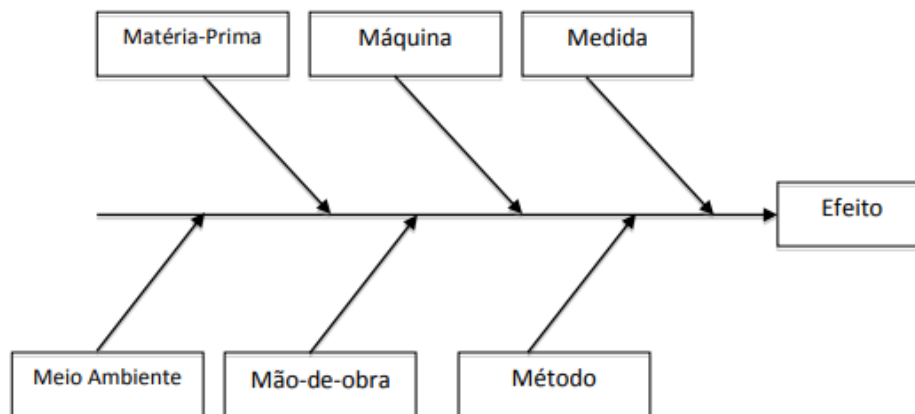 Matéria-Prima
Máquina
Medida
Efeito
Meio Ambiente
Mão-de-obra
Método